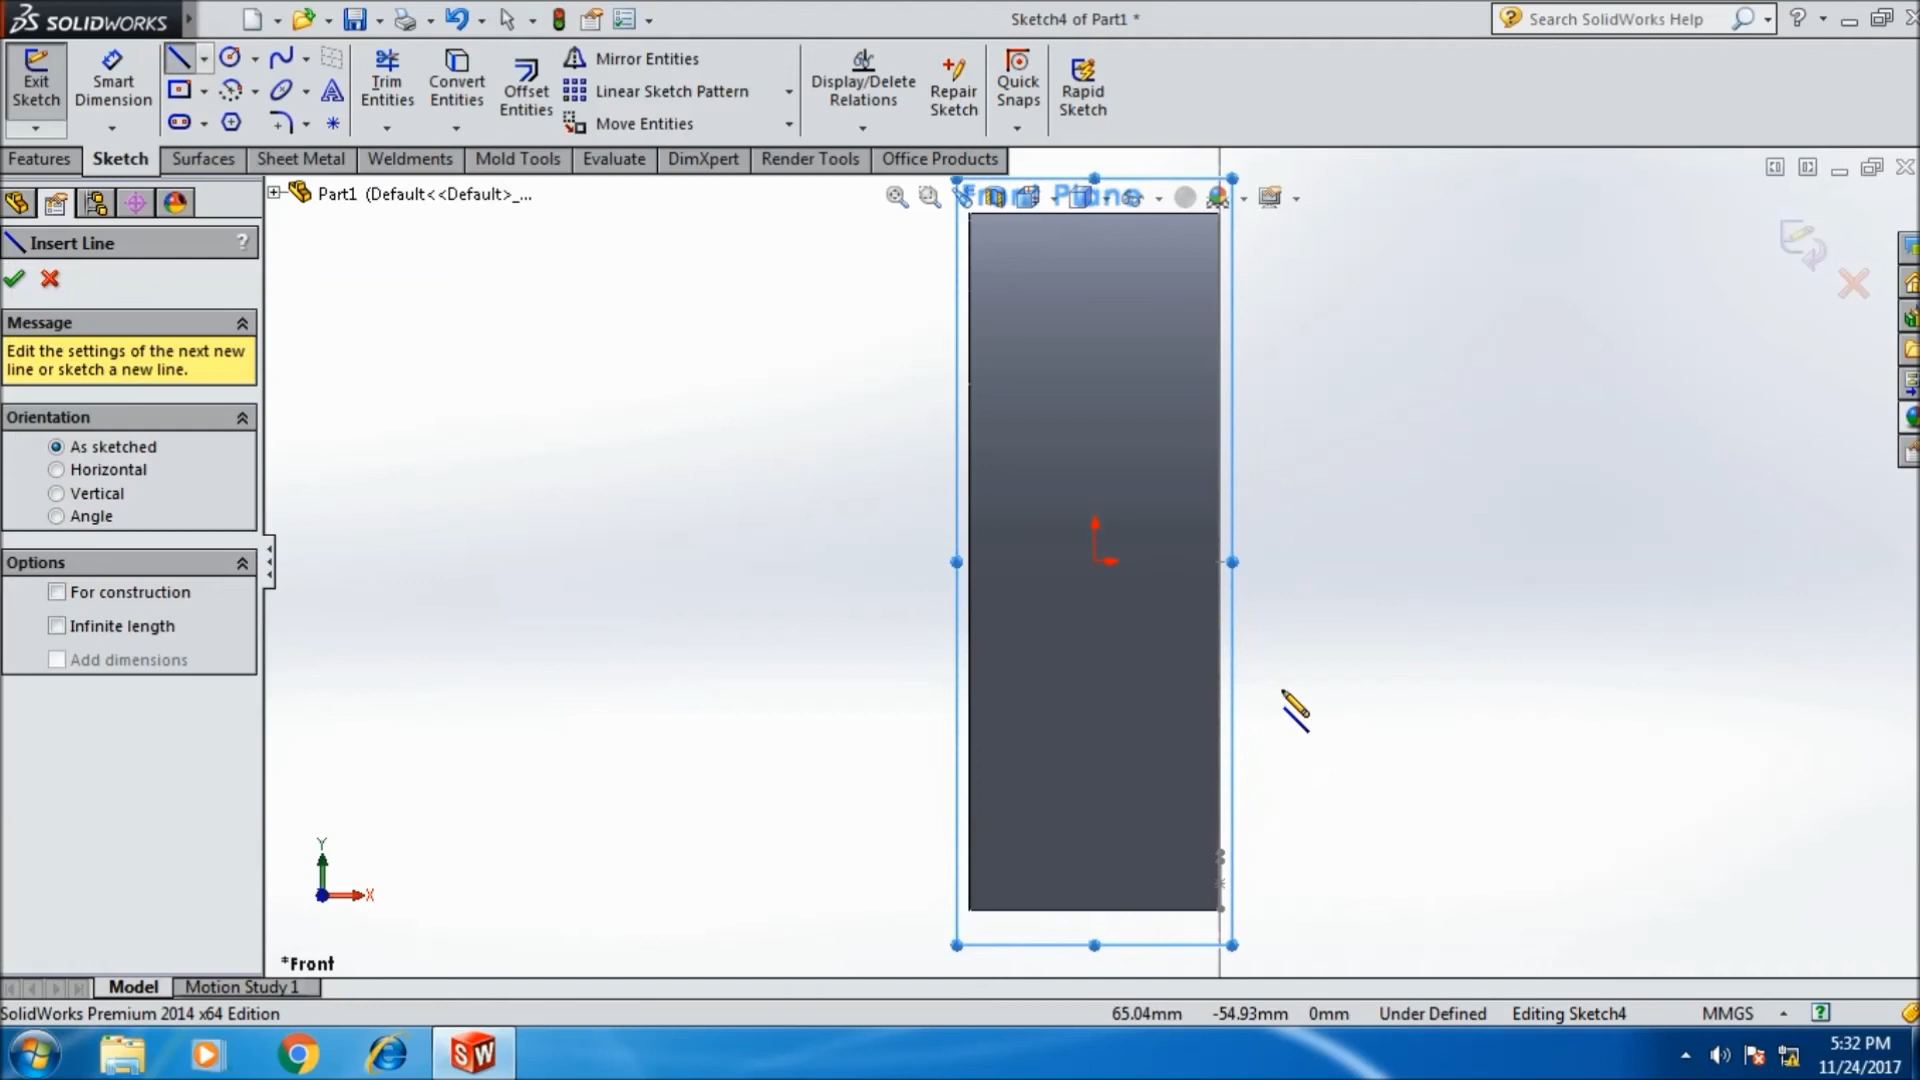 SOLIDWORKS
Sketch4 of Part1 *
Search SolidWorks Help
Exit Sketch
Smart Dimension
Trim Entities
Convert Entities
Offset Entities
Mirror Entities
Linear Sketch Pattern
Move Entities
Display/Delete Relations
Repair Sketch
Quick Snaps
Rapid Sketch
Features
Sketch
Surfaces
Sheet Metal
Weldments
Mold Tools
Evaluate
DimXpert
Render Tools
Office Products
Part1 (Default<<Default>_...
Front Plane
Insert Line
?
Message
Edit the settings of the next new
line or sketch a new line.
Orientation
As sketched
Horizontal
Vertical
Angle
Options
For construction
Infinite length
Add dimensions
Y
X
*Front
Model
Motion Study 1
SolidWorks Premium 2014 x64 Edition
65.04mm
-54.93mm
0mm
Under Defined
Editing Sketch4
MMGS
?
SW
5:32 PM
11/24/2017